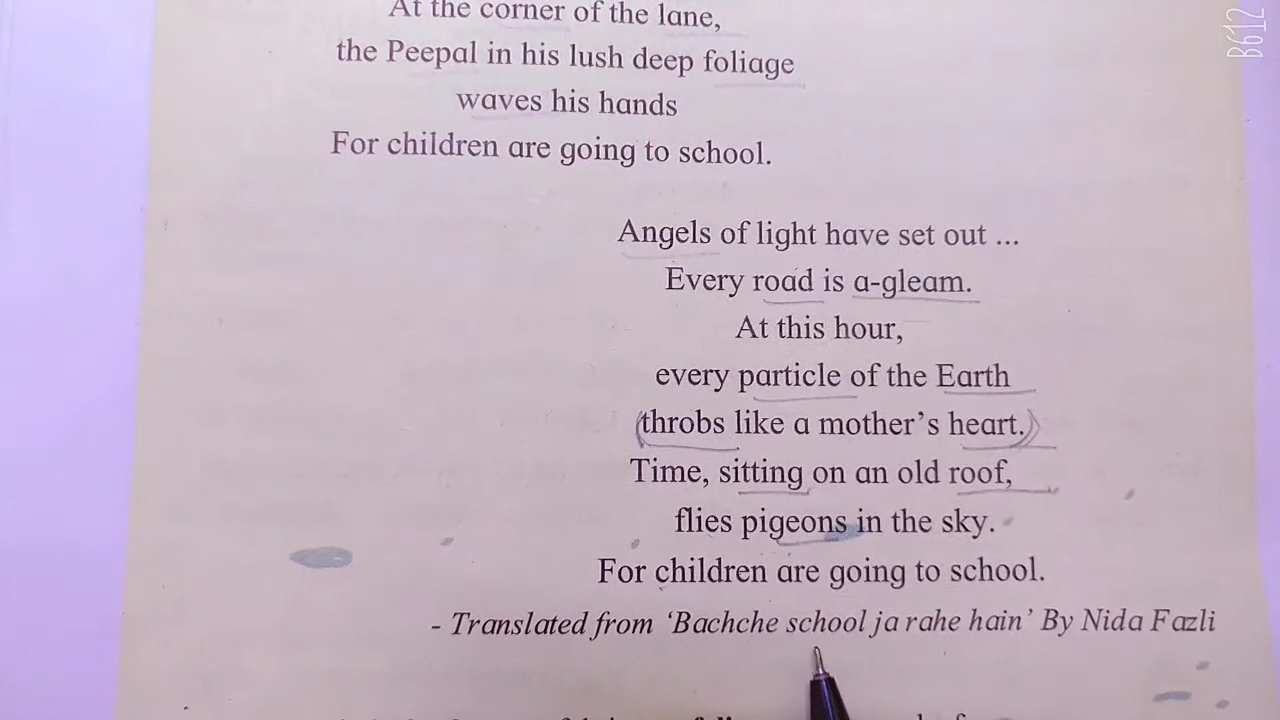 At the corner of the lane,
the Peepal in his lush deep foliage
waves his hands
For children are going to school.
Angels of light have set out ...
Every road is a-gleam.
At this hour,
every particle of the Earth
throbs like a mother's heart.
Time, sitting on an old roof,
flies pigeons in the sky.
For children are going to school.
- Translated from ‘Bachche school ja rahe hain’ By Nida Fazli
B612